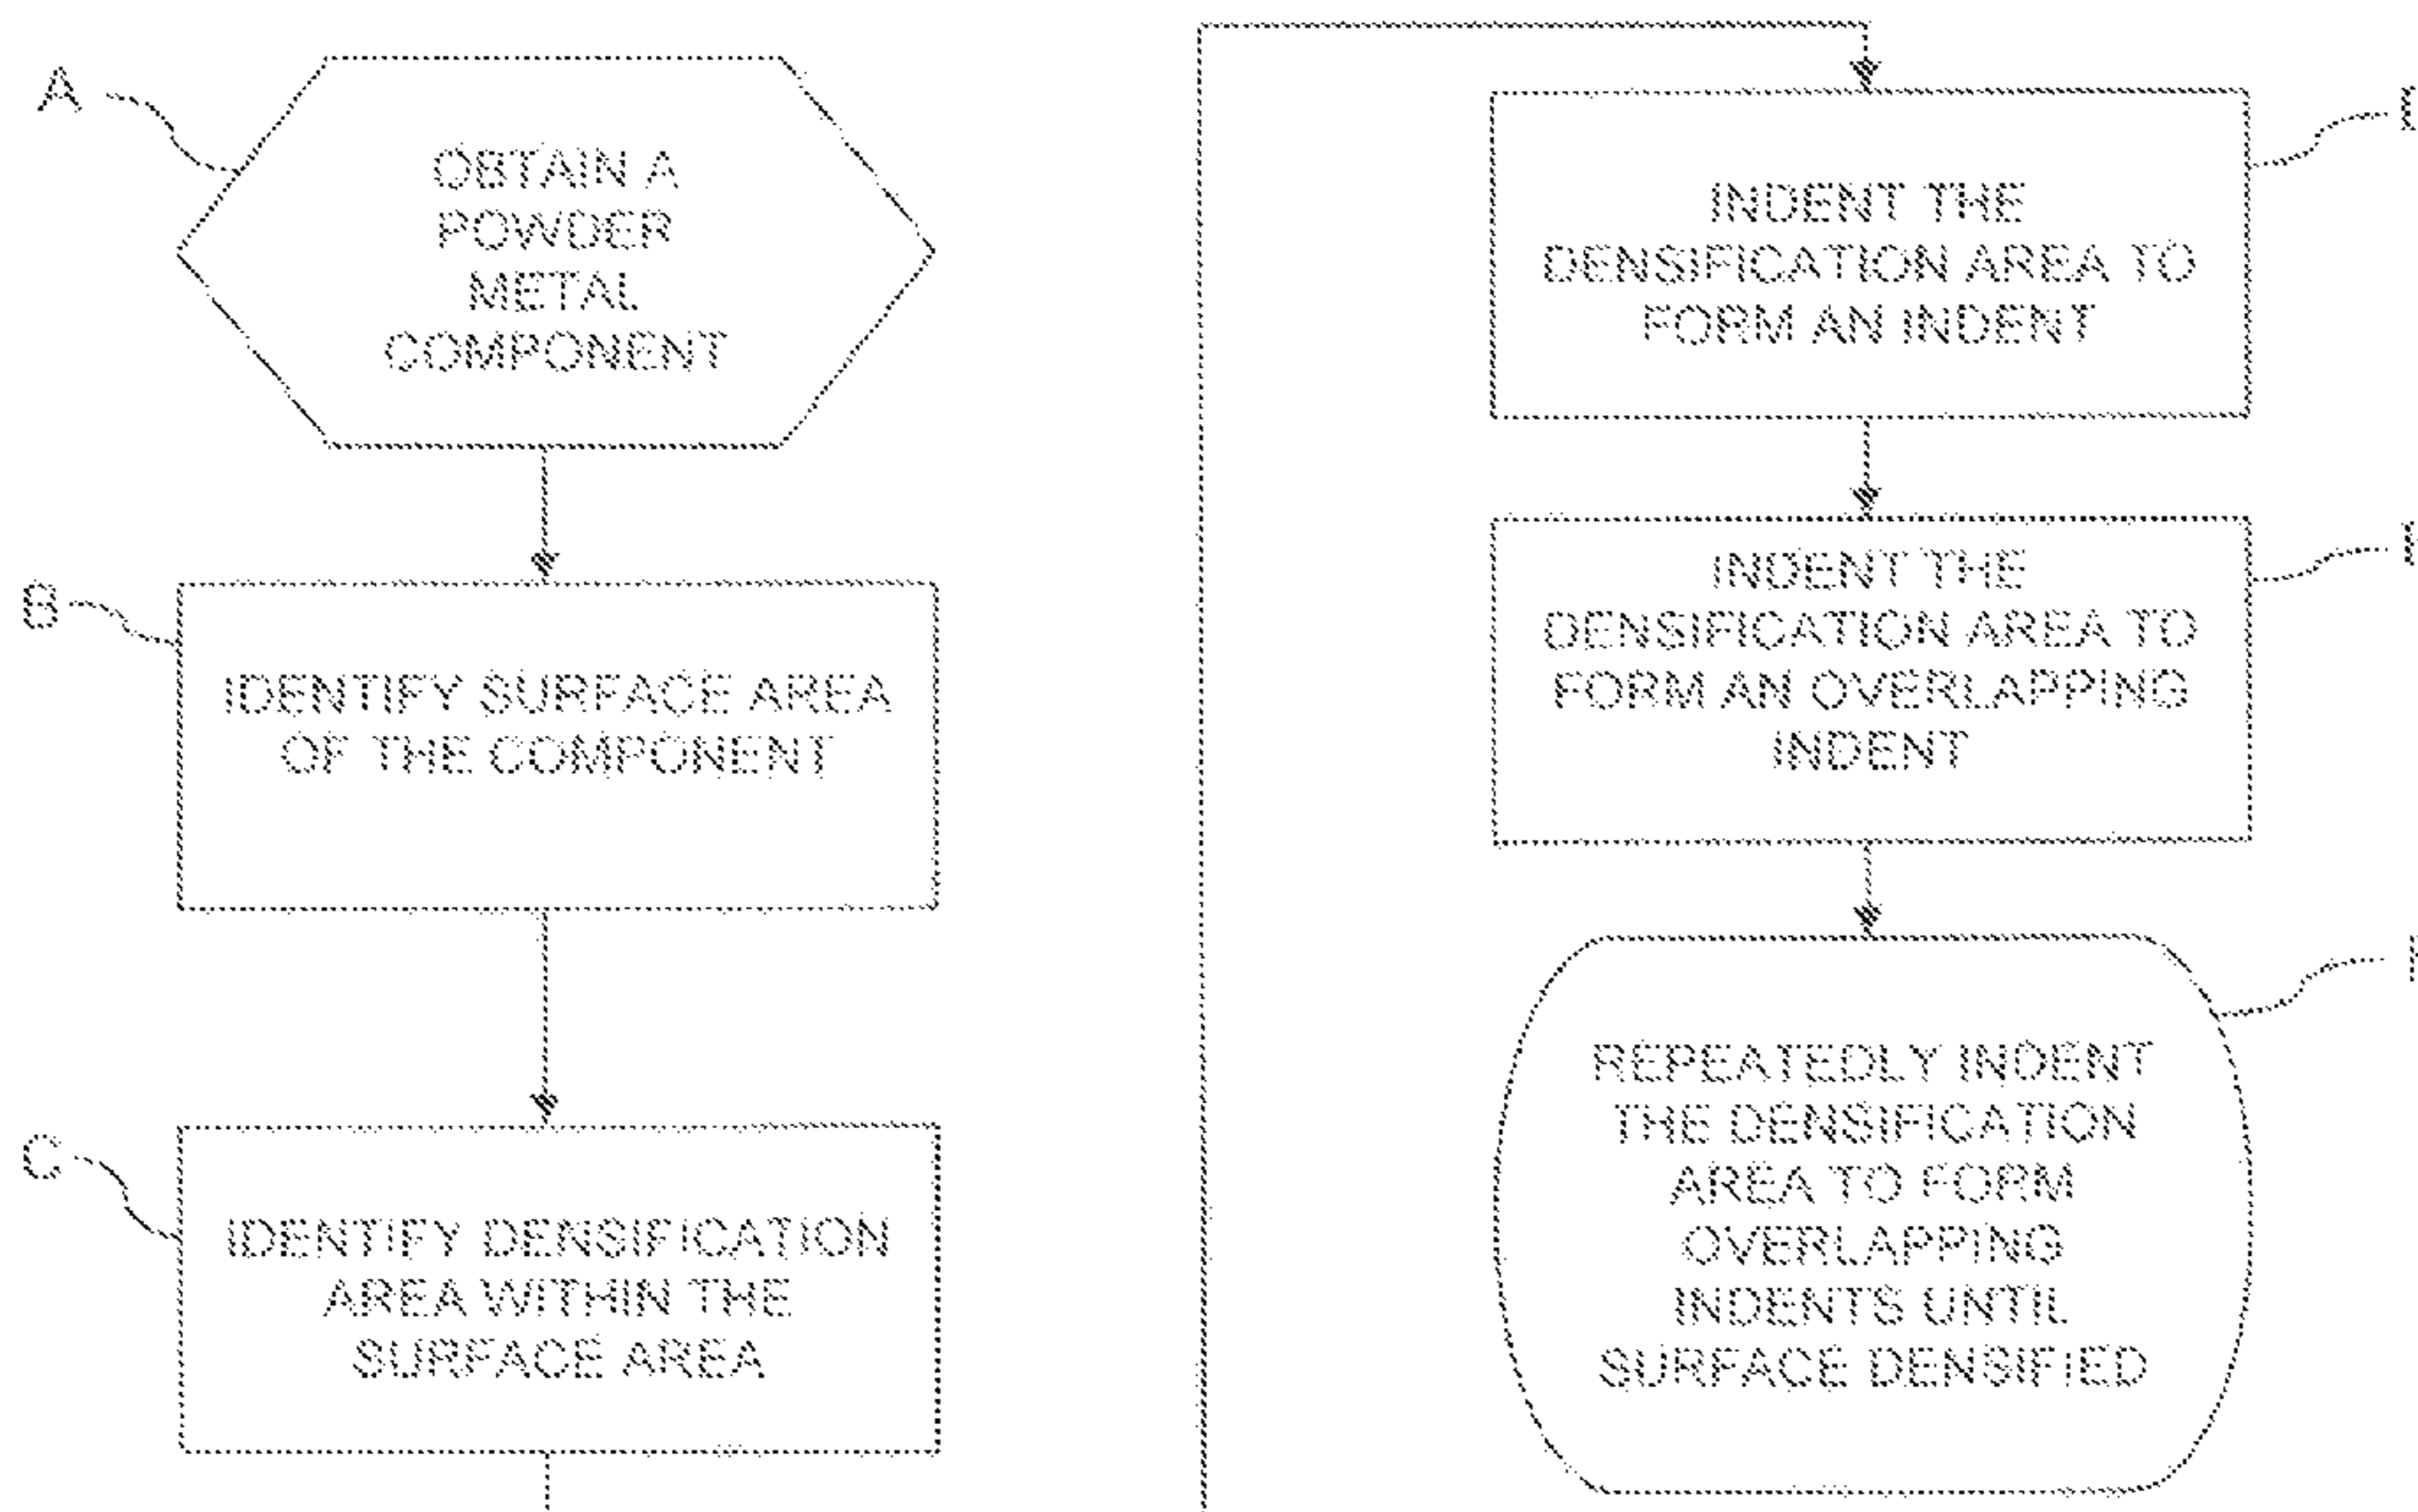 A
OBTAIN A
POWDER
METAL
COMPONENT
B
IDENTIFY SURFACE AREA
OF THE COMPONENT
C
IDENTIFY DENSIFICATION
AREA WITHIN THE
SURFACE AREA
INDENT THE
DENSIFICATION AREA TO
FORM AN INDENT
INDENT THE
DENSIFICATION AREA TO
FORM AN OVERLAPPING
INDENT
REPEATEDLY INDENT
THE DENSIFICATION
AREA TO FORM
OVERLAPPING
INDENTS UNTIL
SURFACE DENSIFIED